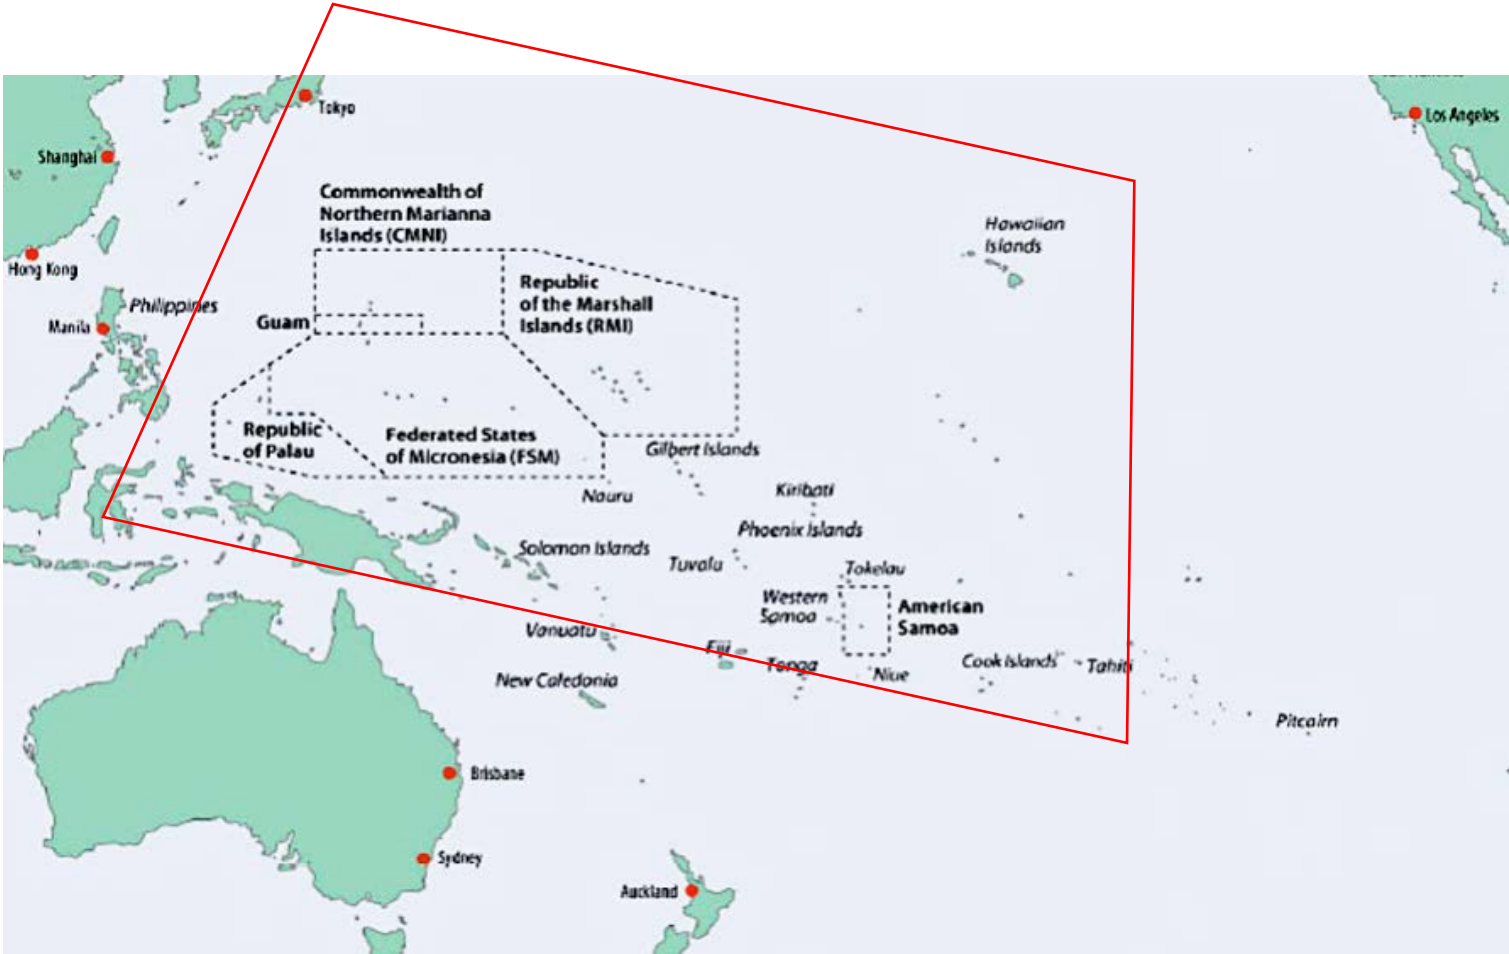 Tokyo
Los Angeles
Shanghai
Commonwealth of
Northern Marianna
Islands (CMNI)
Hawaiian
Islands
Hong Kong
Republic
of the Marshall
Islands (RMI)
Philippines
Guam
Manila
Republic
of Palau
Federated States
of Micronesia (FSM)
Gilbert Islands
Nauru
Kiribati
Phoenix Islands
Solomon Islands
Tuvalu
Tokelau
Western
Samoa
American
Samoa
Vanuatu
Fiji
Tonga
Niue
Cook Islands
Tahiti
New Caledonia
Pitcairn
Brisbane
Sydney
Auckland